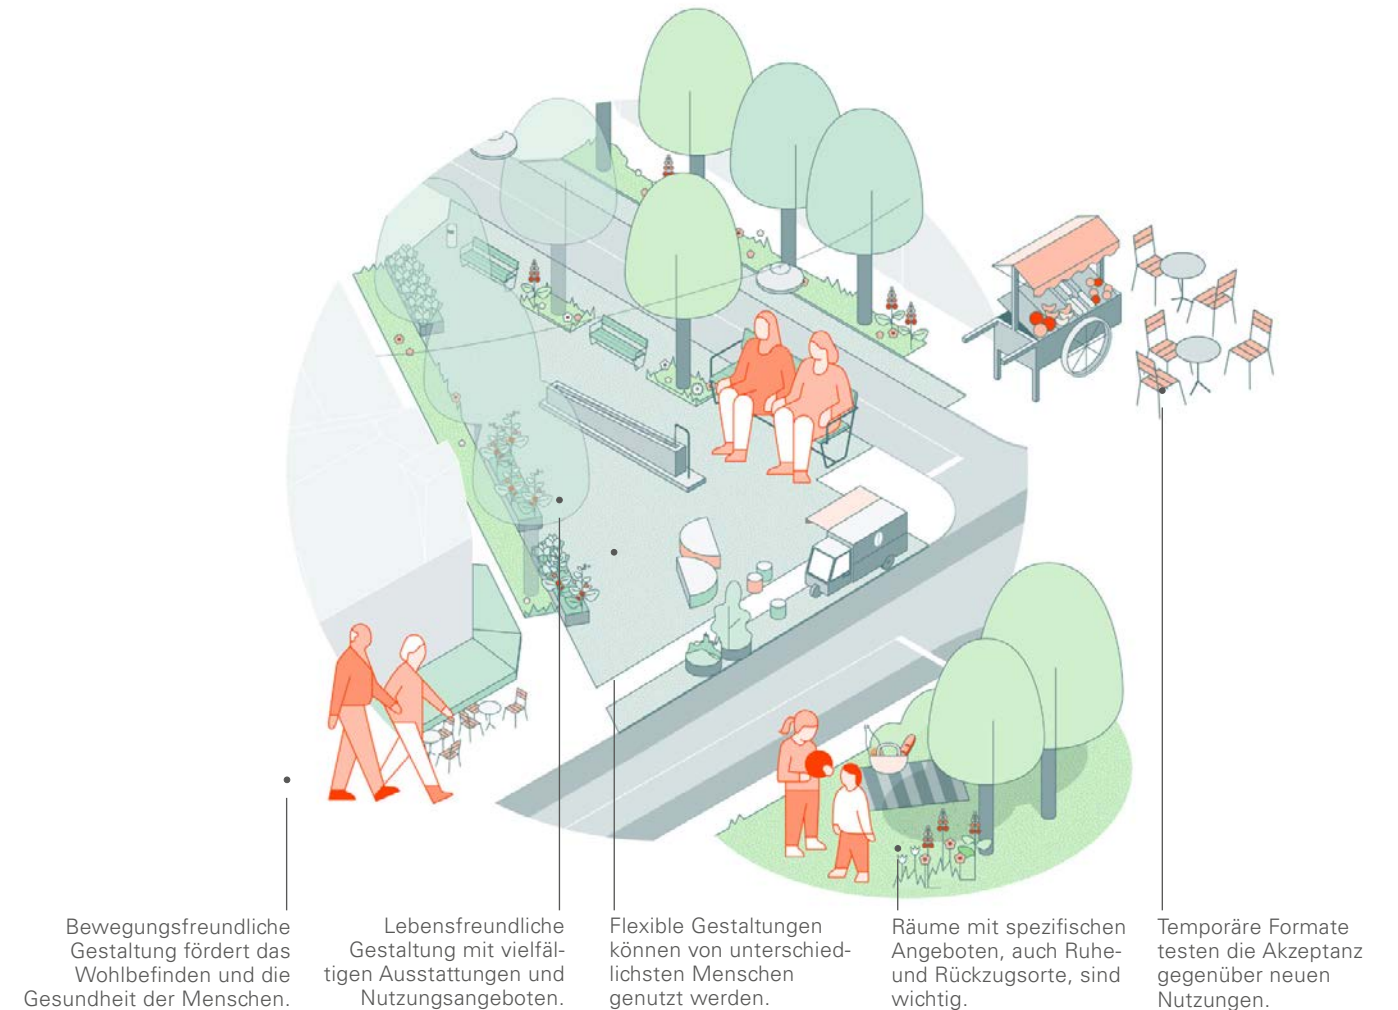 Bewegungsfreundliche
Gestaltung fördert das
Wohlbefinden und die
Gesundheit der Menschen.
Lebensfreundliche
Gestaltung mit vielfäl-
tigen Ausstattungen und
Nutzungsangeboten.
Flexible Gestaltungen
können von unterschied-
lichsten Menschen
genutzt werden.
Räume mit spezifischen
Angeboten, auch Ruhe-
und Rückzugsorte, sind
wichtig.
Temporäre Formate
testen die Akzeptanz
gegenüber neuen
Nutzungen.